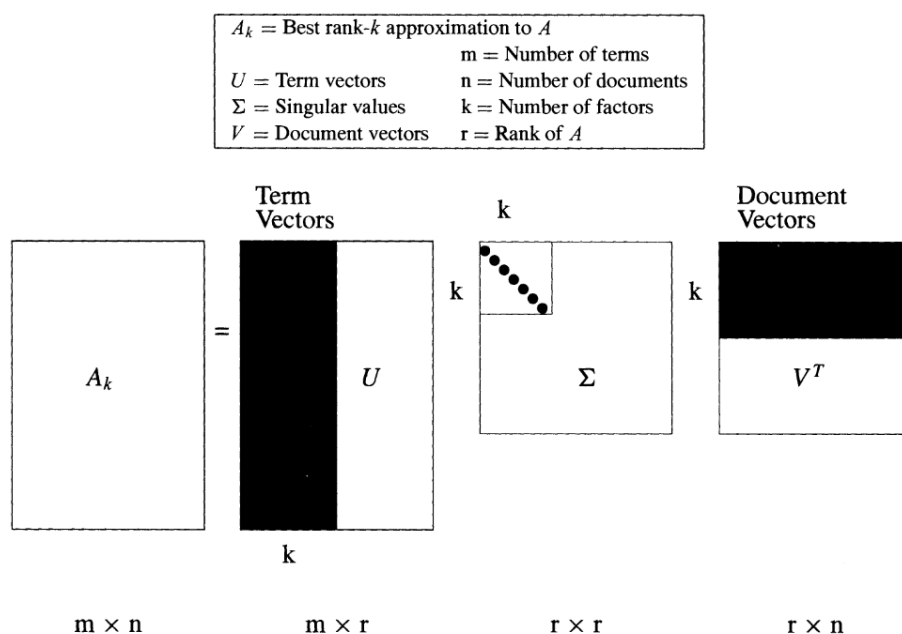 A_k = Best rank-k approximation to A
m = Number of terms
U = Term vectors n = Number of documents
Σ = Singular values k = Number of factors
V = Document vectors r = Rank of A
Term
Vectors
k
Document
Vectors
k
k
=
A_k
U
Σ
V^T
k
m × n
m × r
r × r
r × n